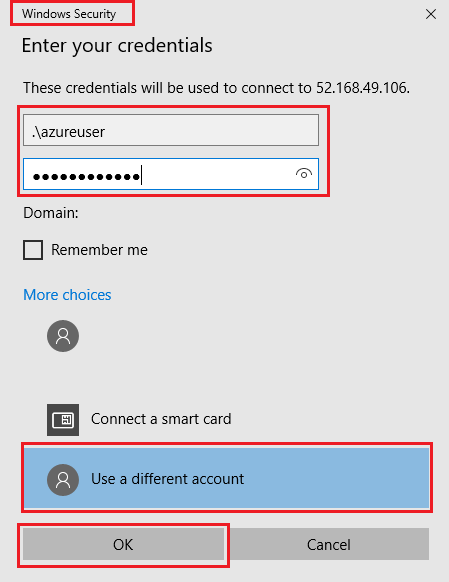 Windows Security
Enter your credentials
These credentials will be used to connect to 52.168.49.106.
.\azureuser
●●●●●●●●●●●●
Domain:
Remember me
More choices
Connect a smart card
Use a different account
OK
Cancel